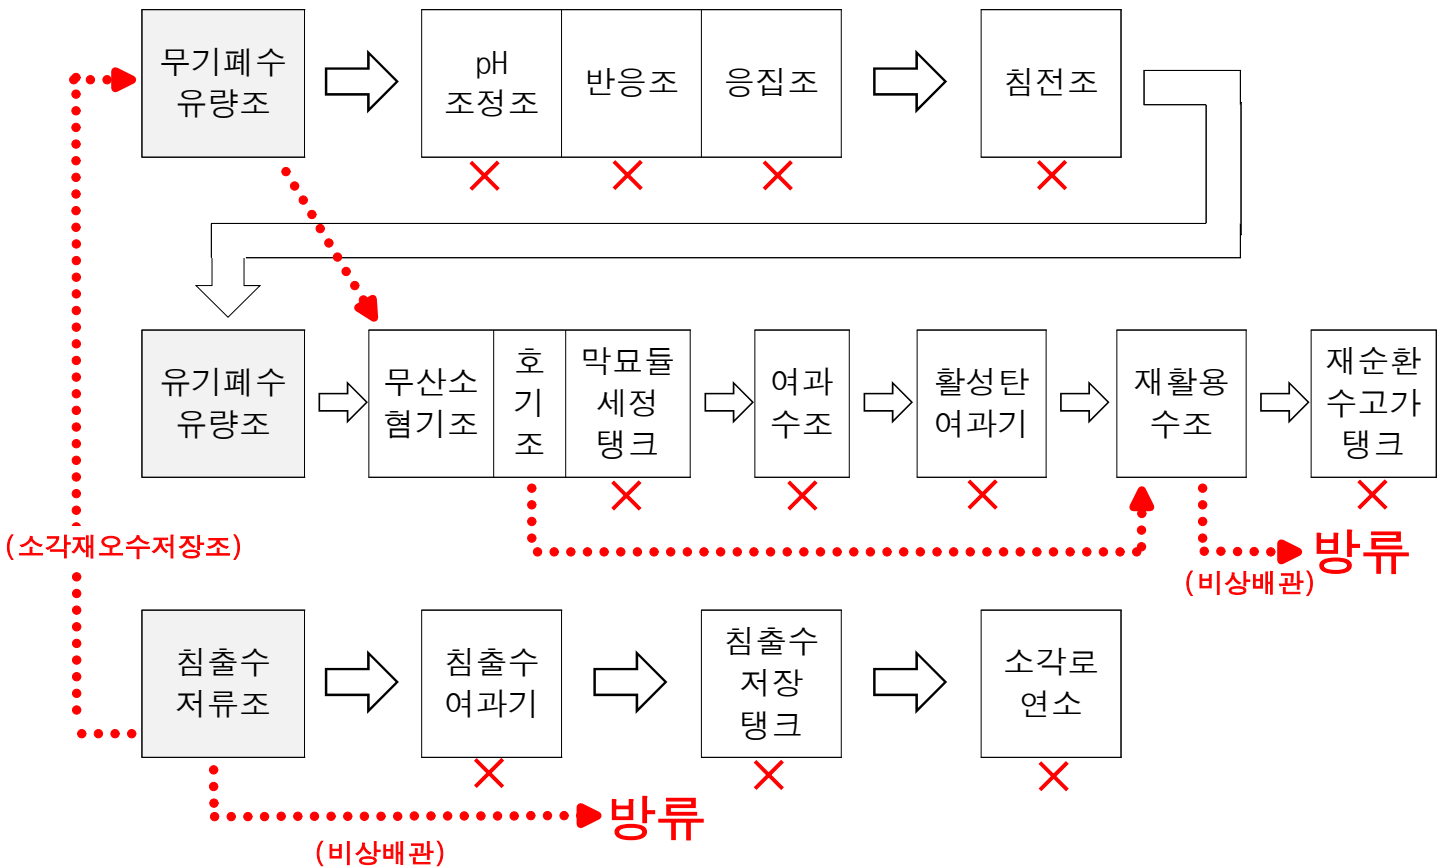 무기폐수
유량조
pH
조정조
반응조
응집조
침전조
유기폐수
유량조
무산소
혐기조
호
기
조
막묘듈
세정
탱크
여과
수조
활성탄
여과기
재활용
수조
재순환
수고가
탱크
(소각재오수저장조)
방류
(비상배관)
침출수
저류조
침출수
여과기
침출수
저장
탱크
소각로
연소
방류
(비상배관)